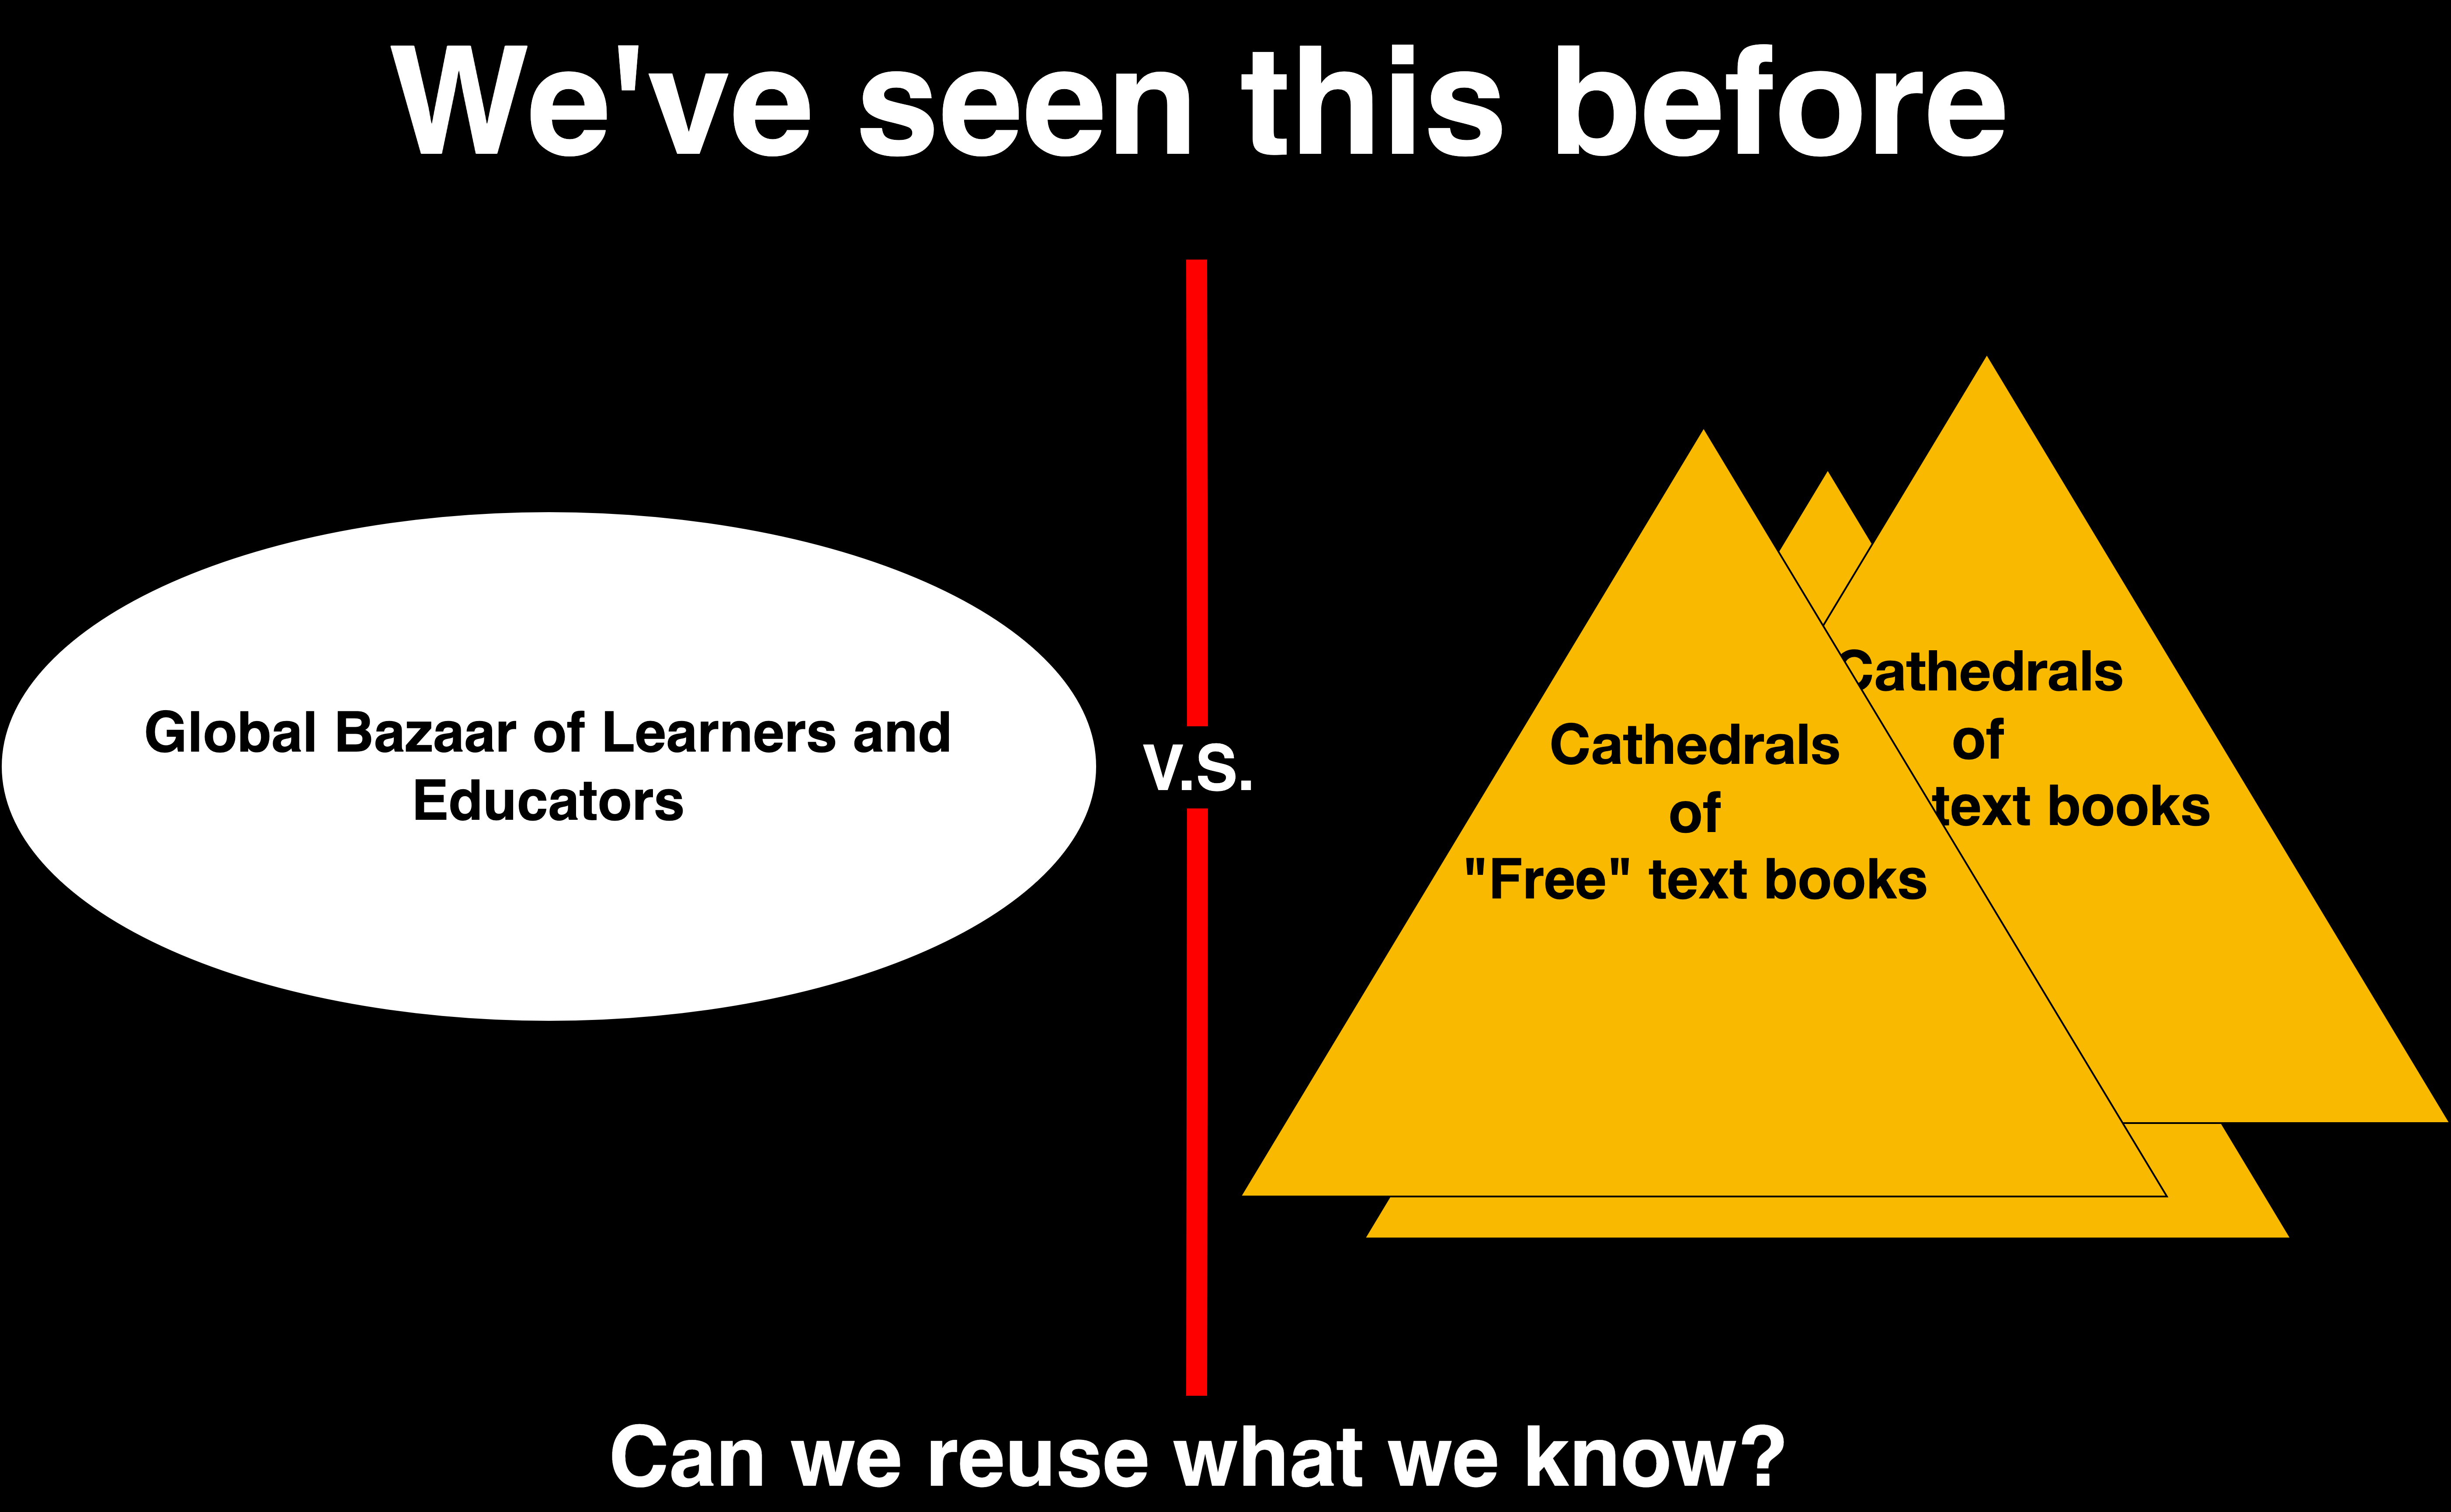 We've seen this before
Global Bazaar of Learners and
Educators
v.s.
Cathedrals
of
"Free" text books
Cathedrals
of
text books
Can we reuse what we know?